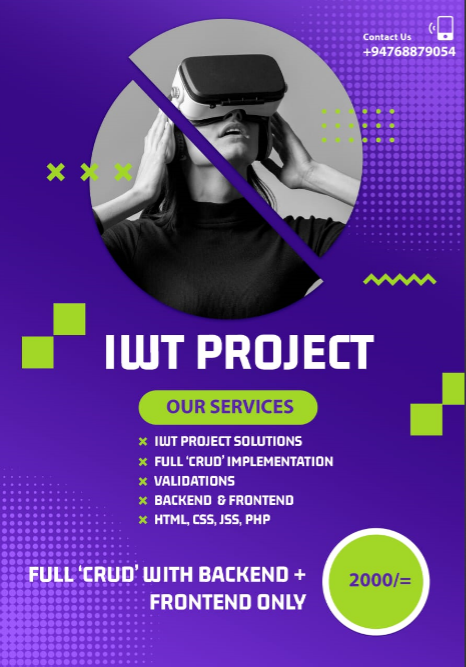 Contact Us
+94768879054
IWT PROJECT
OUR SERVICES
IWT PROJECT SOLUTIONS
FULL 'CRUD' IMPLEMENTATION
VALIDATIONS
BACKEND & FRONTEND
HTML, CSS, JSS, PHP
FULL 'CRUD' WITH BACKEND +
FRONTEND ONLY
2000/=